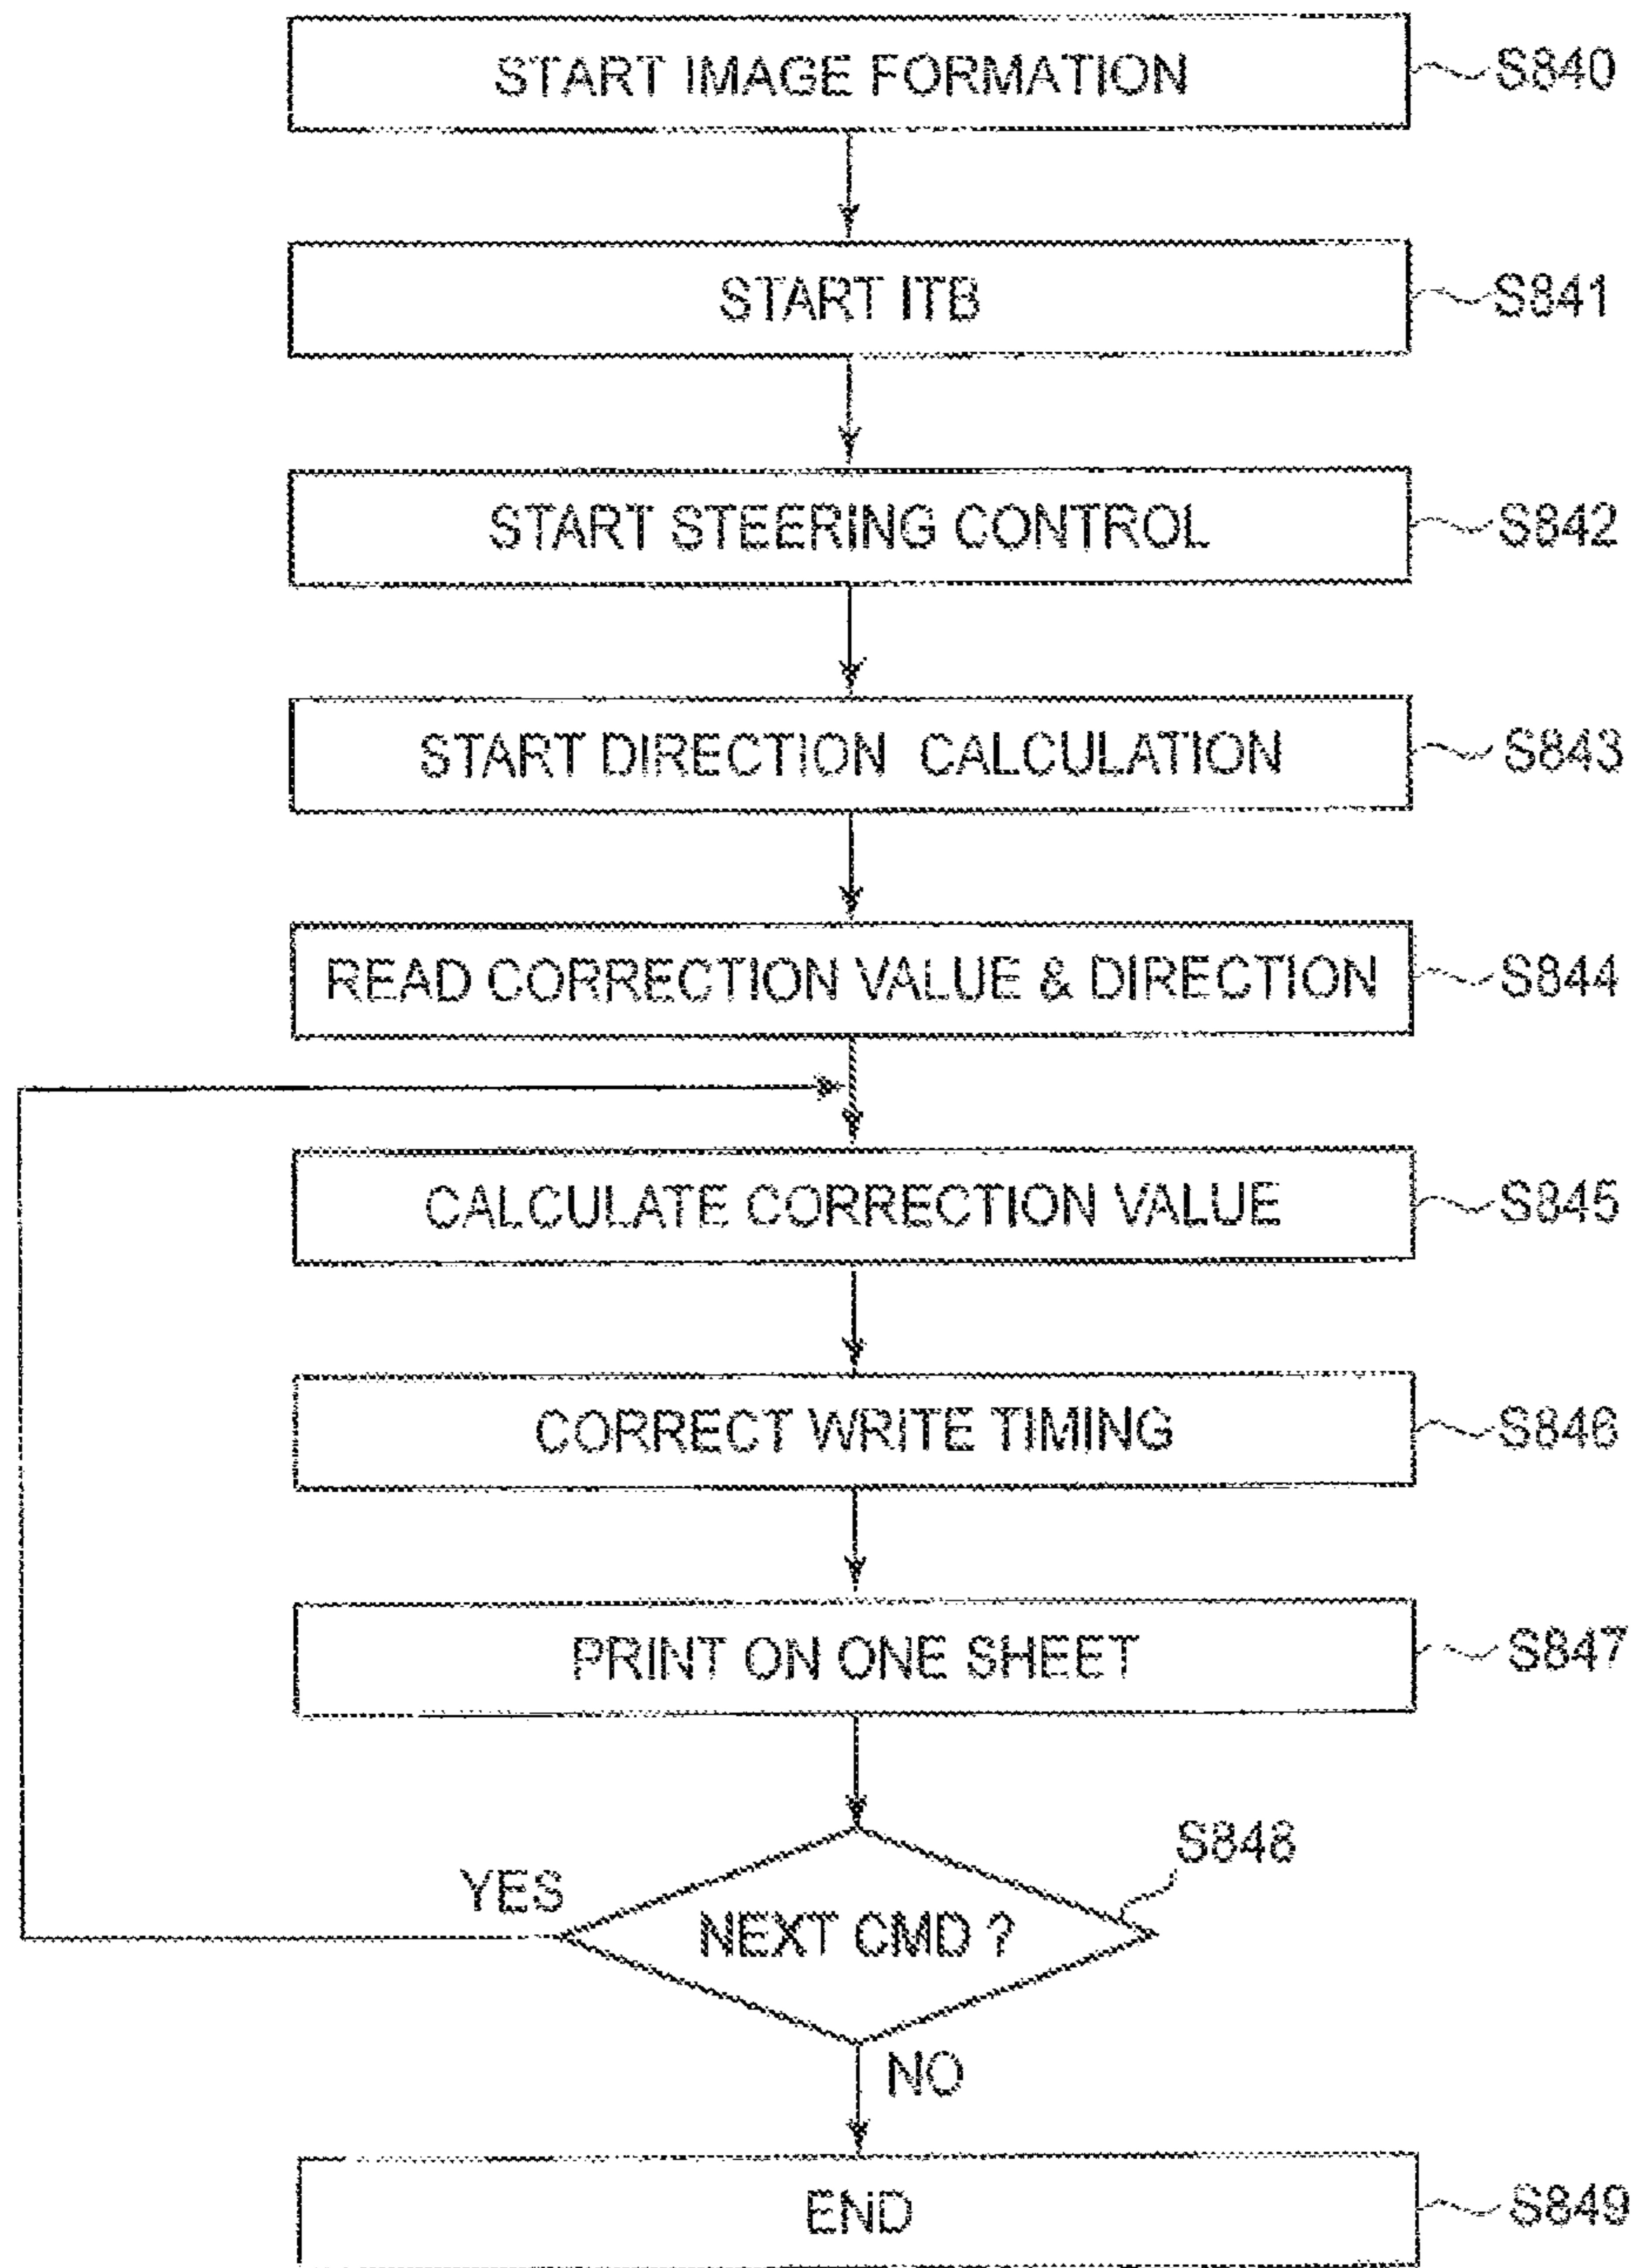 START IMAGE FORMATION S840
START ITB S841
START STEERING CONTROL S842
START DIRECTION CALCULATION S843
READ CORRECTION VALUE & DIRECTION S844
CALCULATE CORRECTION VALUE S845
CORRECT WRITE TIMING S846
PRINT ON ONE SHEET S847
S848
YES
NEXT CMD ?
NO
END S849